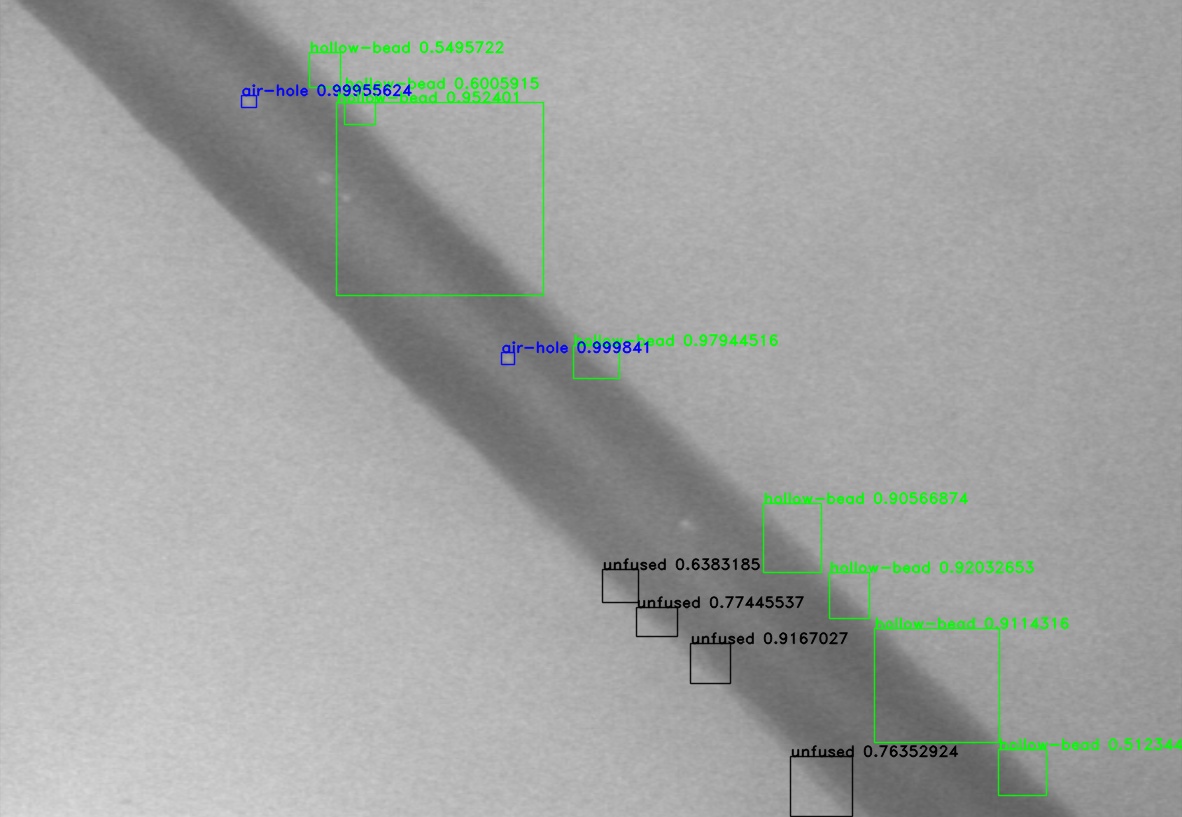 hollow-bead 0.5495722
hollow-bead 0.6005915
air-hole 0.99955624
hollow-bead 0.952401
hollow-bead 0.97944516
air-hole 0.999841
hollow-bead 0.90566874
unfused 0.6383185
hollow-bead 0.92032653
unfused 0.77445537
hollow-bead 0.9114316
unfused 0.9167027
hollow-bead 0.512344
unfused 0.76352924